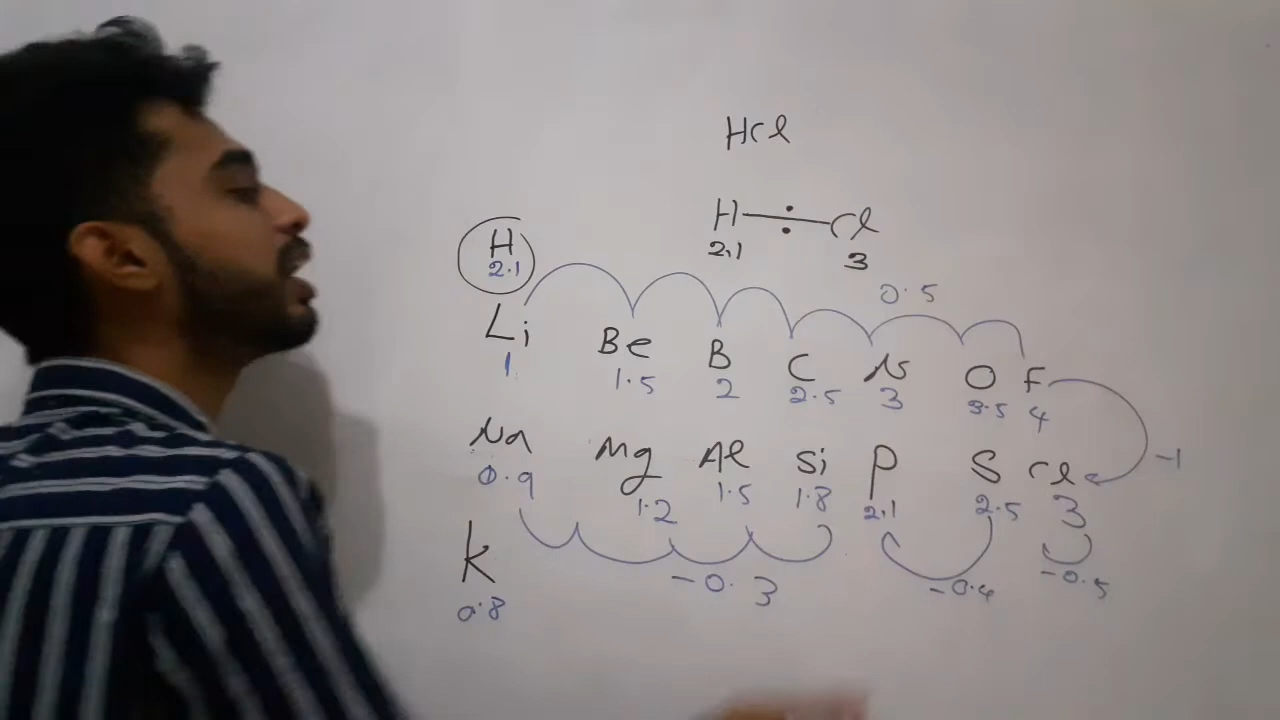 HCl
H : Cl
2.1 3
H
2.1
0.5
Li Be B C N O F
1 1.5 2 2.5 3 3.5 4
-1
Na Mg Al Si P S Cl
0.9 1.2 1.5 1.8 2.1 2.5 3
-0.3 -0.4 -0.5
K
0.8